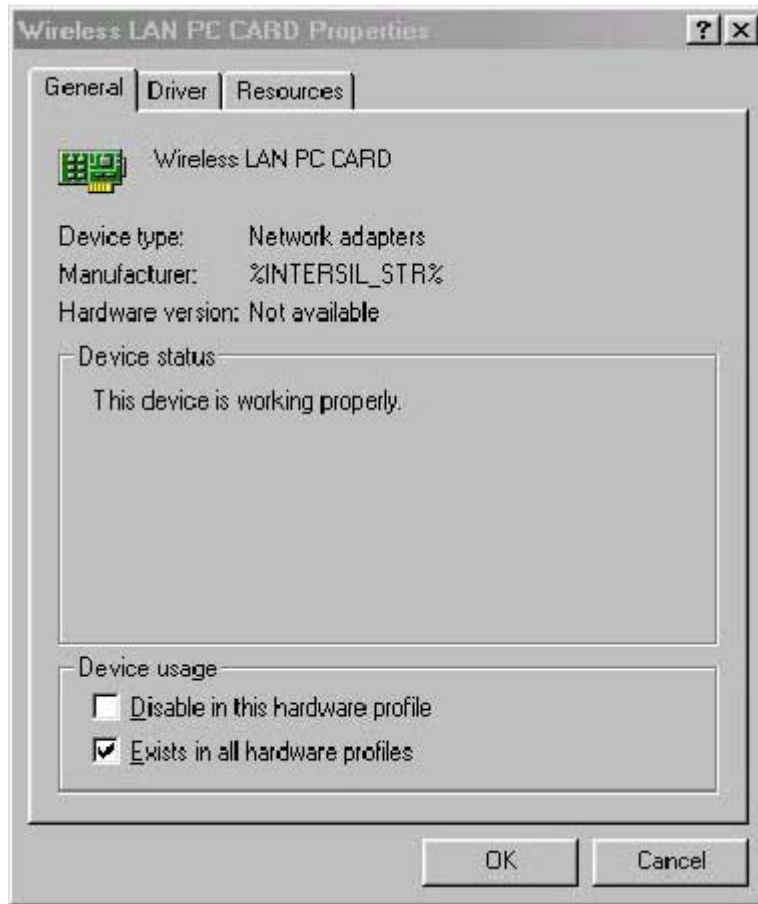 Wireless LAN PC CARD Properties
General Driver Resources
Wireless LAN PC CARD
Device type: Network adapters
Manufacturer: %INTERSIL_STR%
Hardware version: Not available
Device status
This device is working properly.
Device usage
Disable in this hardware profile
Exists in all hardware profiles
OK Cancel